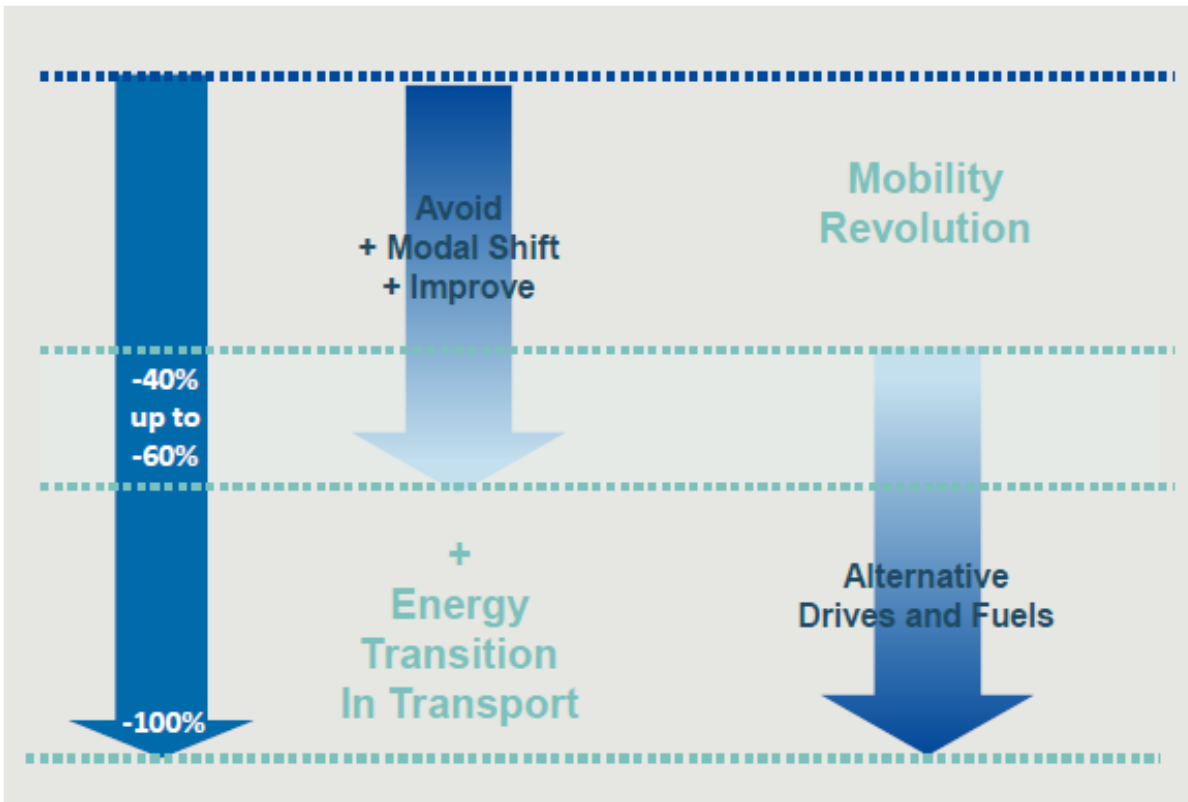 Avoid
+ Modal Shift
+ Improve
Mobility
Revolution
-40%
up to
-60%
+
Energy
Transition
In Transport
Alternative
Drives and Fuels
-100%